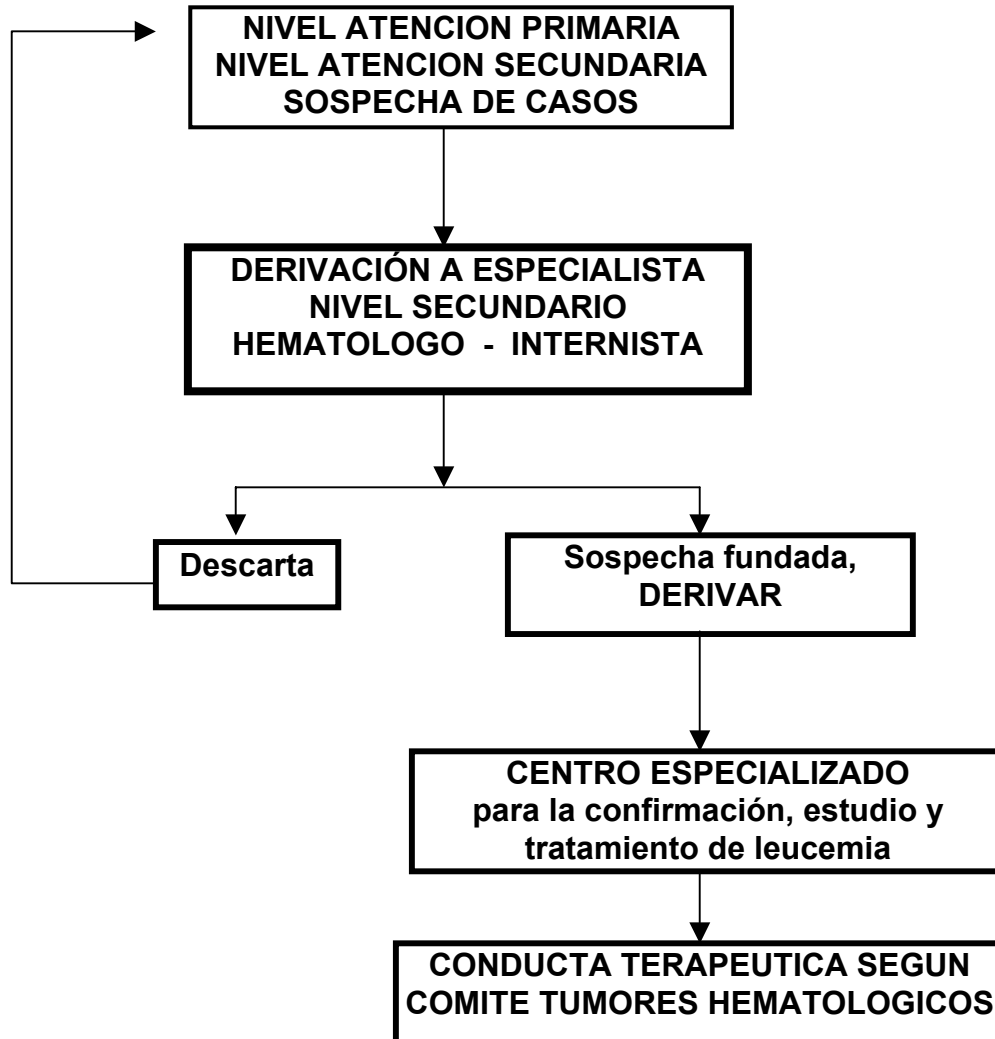 NIVEL ATENCION PRIMARIA
NIVEL ATENCION SECUNDARIA
SOSPECHA DE CASOS
DERIVACIÓN A ESPECIALISTA
NIVEL SECUNDARIO
HEMATOLOGO - INTERNISTA
Descarta
Sospecha fundada,
DERIVAR
CENTRO ESPECIALIZADO
para la confirmación, estudio y
tratamiento de leucemia
CONDUCTA TERAPEUTICA SEGUN
COMITE TUMORES HEMATOLOGICOS